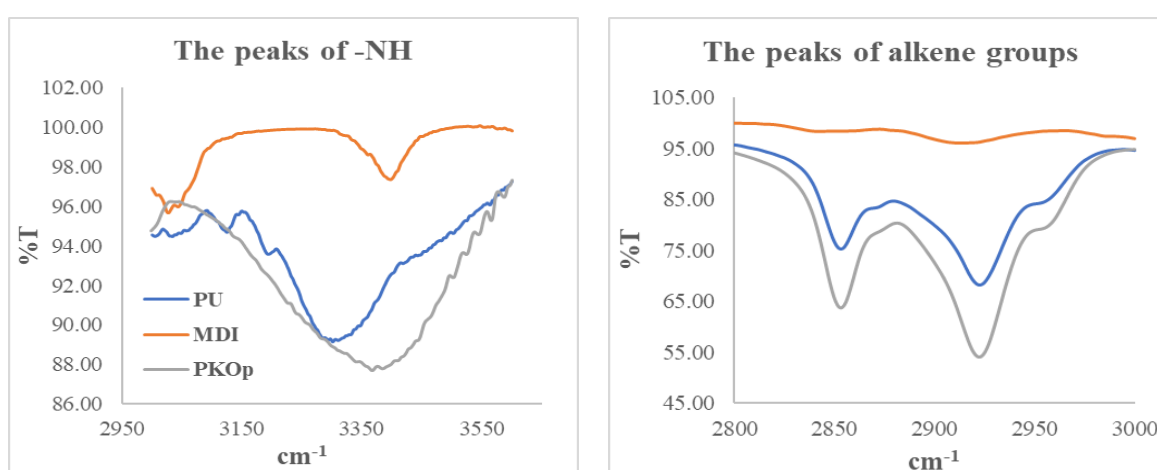 The peaks of -NH
102.00
100.00
98.00
96.00
94.00
92.00
90.00
88.00
86.00
%T
PU
MDI
PKOp
2950 3150 3350 3550
cm-1
The peaks of alkene groups
105.00
95.00
85.00
75.00
65.00
55.00
45.00
%T
2800 2850 2900 2950 3000
cm-1